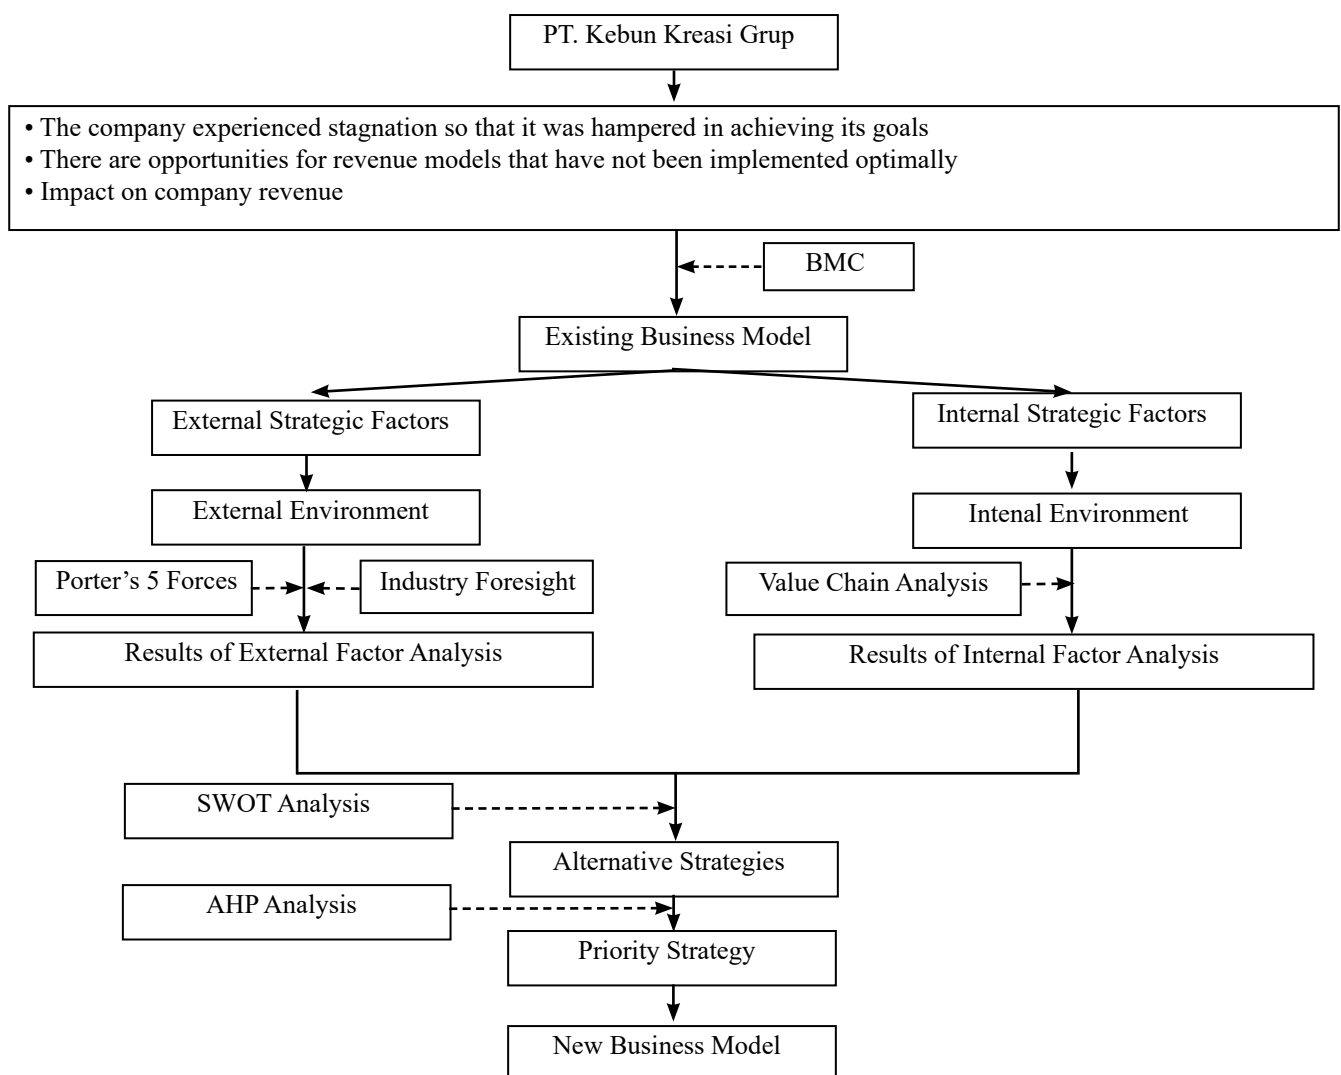 PT. Kebun Kreasi Grup
• The company experienced stagnation so that it was hampered in achieving its goals
• There are opportunities for revenue models that have not been implemented optimally
• Impact on company revenue
BMC
Existing Business Model
External Strategic Factors
Internal Strategic Factors
External Environment
Intenal Environment
Porter’s 5 Forces
Industry Foresight
Value Chain Analysis
Results of External Factor Analysis
Results of Internal Factor Analysis
SWOT Analysis
Alternative Strategies
AHP Analysis
Priority Strategy
New Business Model